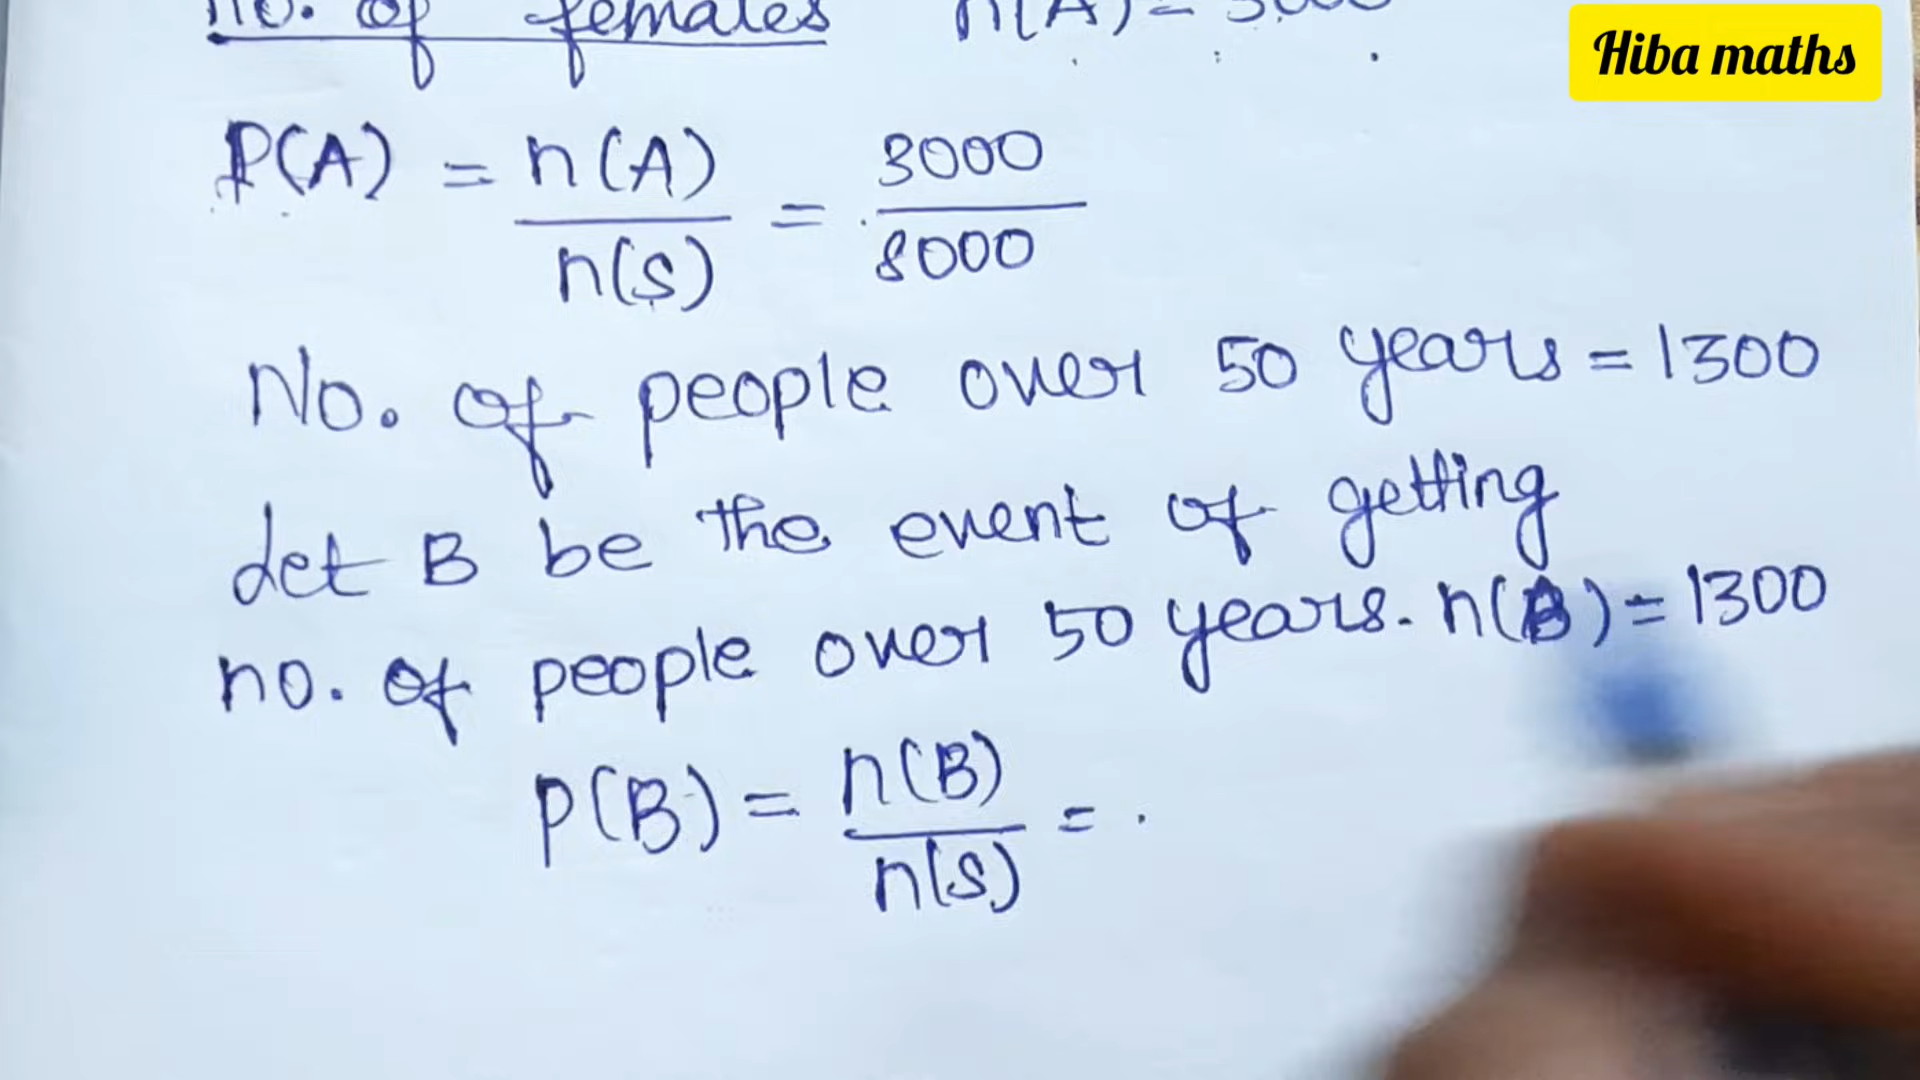 no. of females n(A) = 3000
Hiba maths
P(A) = n(A) / n(S) = 3000 / 8000
No. of people over 50 years = 1300
Let B be the event of getting
no. of people over 50 years. n(B) = 1300
P(B) = n(B) / n(S) = .